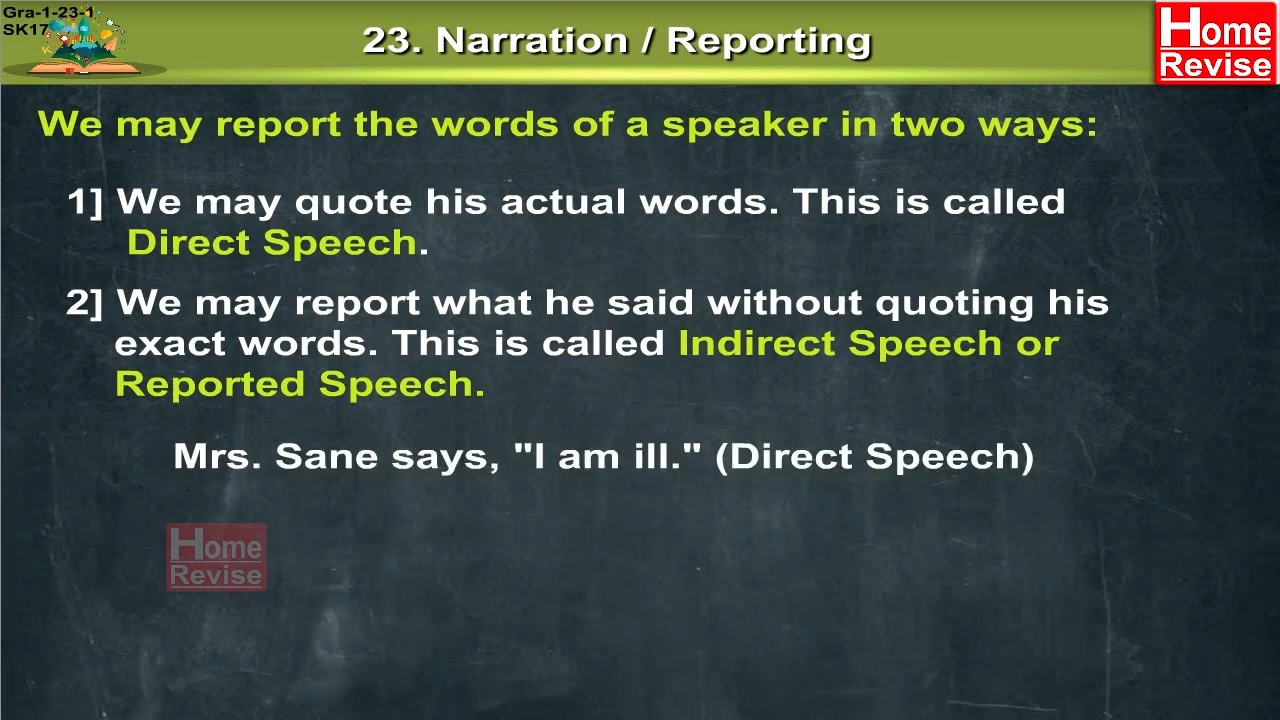 Gra-1-23-1
SK17
23. Narration / Reporting
Home
Revise
We may report the words of a speaker in two ways:
1] We may quote his actual words. This is called
Direct Speech.
2] We may report what he said without quoting his
exact words. This is called Indirect Speech or
Reported Speech.
Mrs. Sane says, "I am ill." (Direct Speech)
Home
Revise